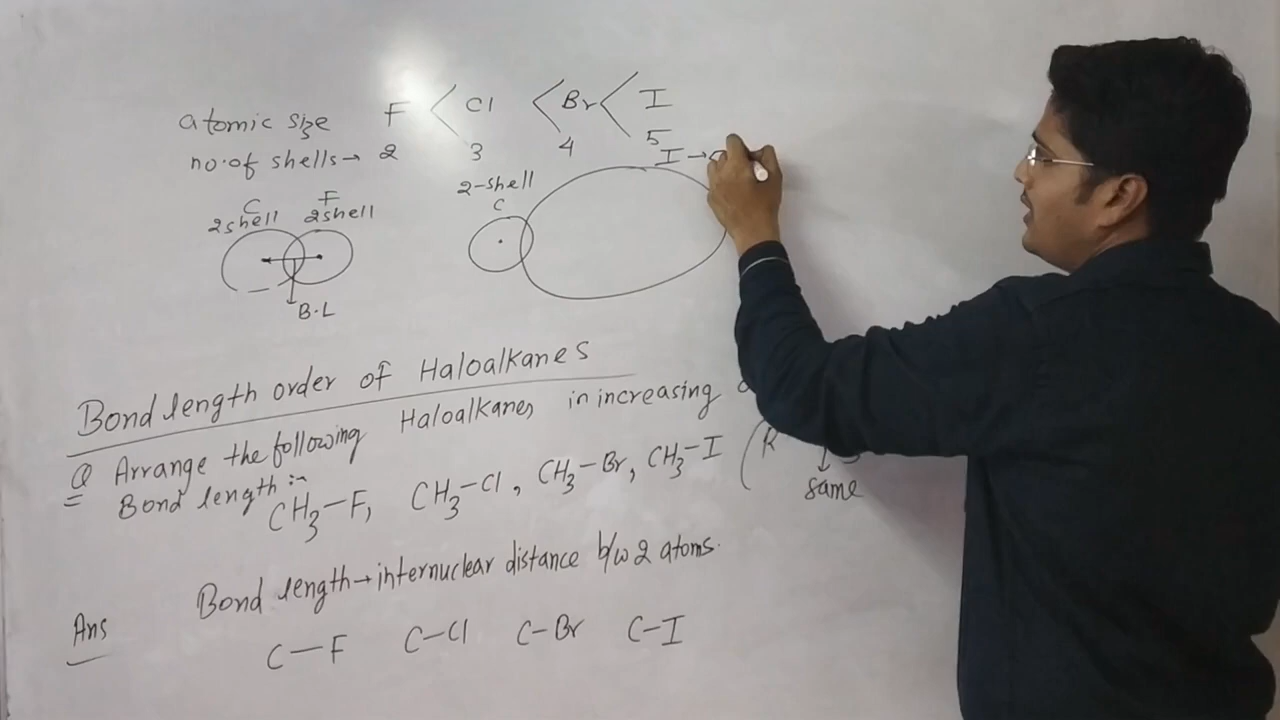 atomic size F < Cl < Br < I
no. of shells → 2 3 4 5
I →
2-shell
C
C F
2shell 2shell
B.L
Bond length order of Haloalkanes
Q Arrange the following Haloalkanes in increasing
Bond length :-
CH₃-F, CH₃-Cl, CH₃-Br, CH₃-I (R
same
Bond length → internuclear distance b/w 2 atoms.
Ans
C-F C-Cl C-Br C-I